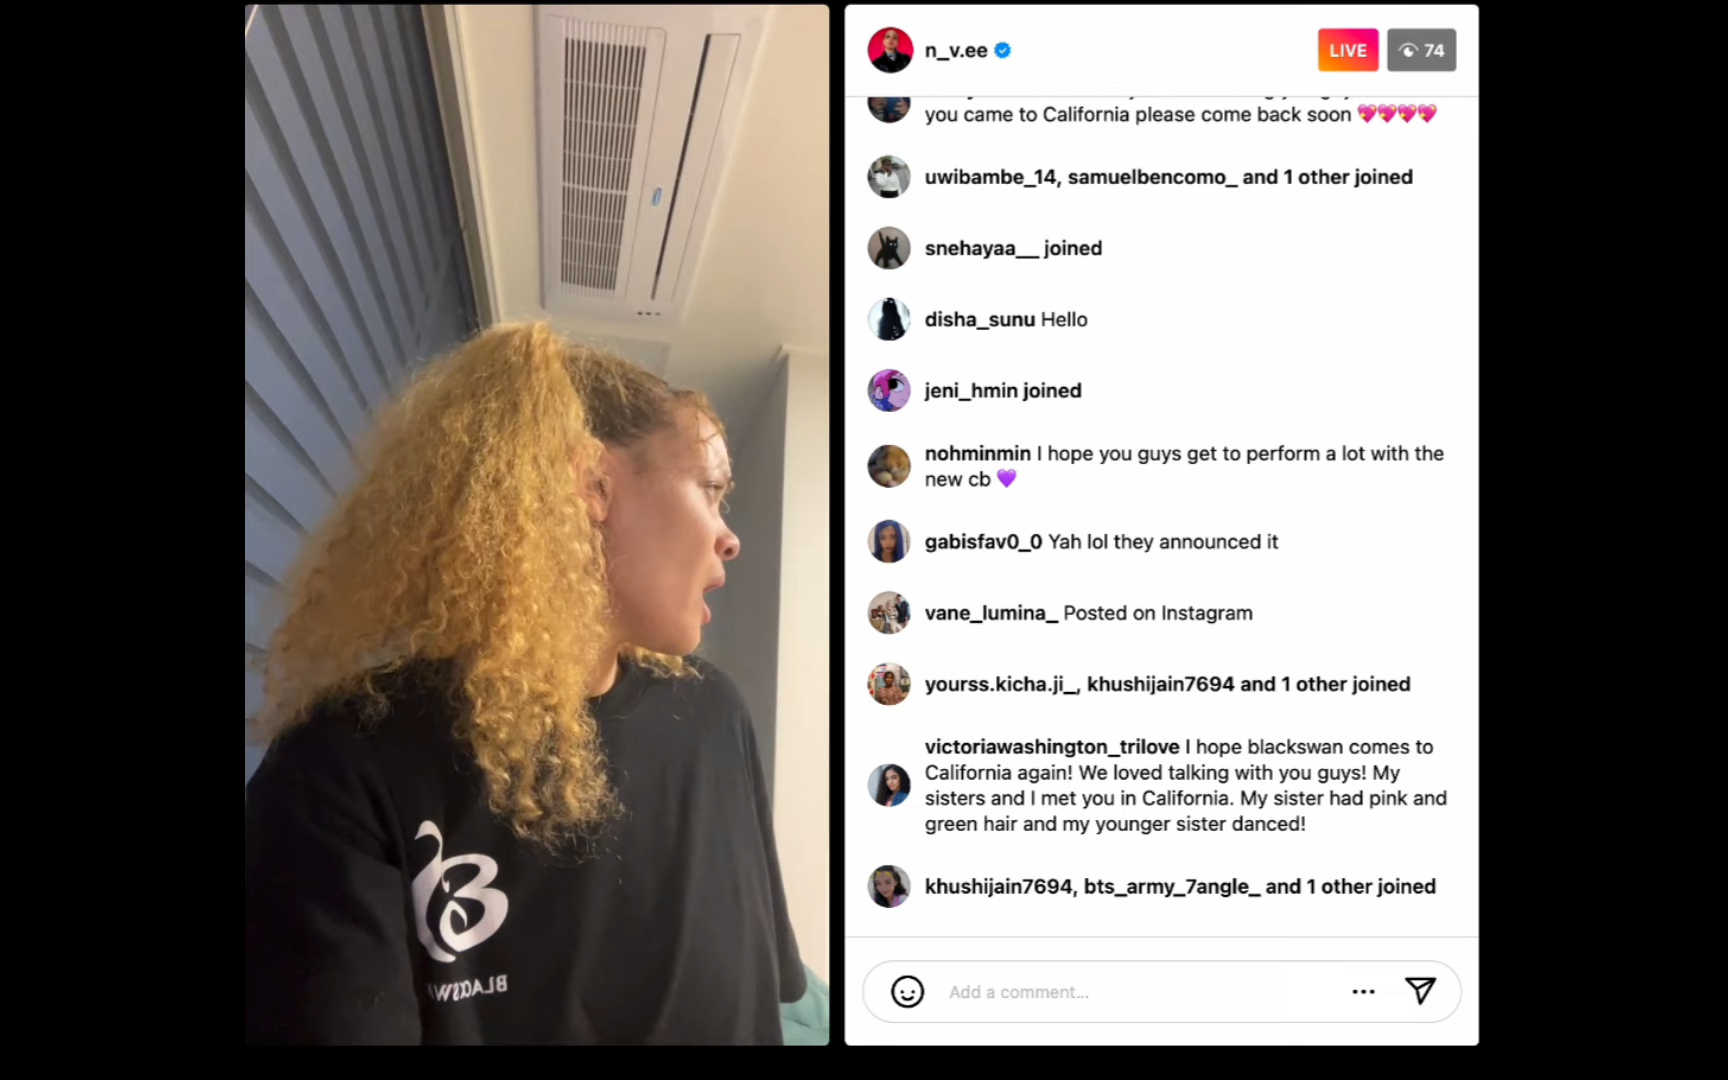 n_v.ee
LIVE
74
you came to California please come back soon 💖💖💖💖
uwibambe_14, samuelbencomo_ and 1 other joined
snehayaa__ joined
disha_sunu Hello
jeni_hmin joined
nohminmin I hope you guys get to perform a lot with the
new cb 💜
gabisfav0_0 Yah lol they announced it
vane_lumina_ Posted on Instagram
yourss.kicha.ji_, khushijain7694 and 1 other joined
victoriawashington_trilove I hope blackswan comes to
California again! We loved talking with you guys! My
sisters and I met you in California. My sister had pink and
green hair and my younger sister danced!
khushijain7694, bts_army_7angle_ and 1 other joined
Add a comment...
BLACKSW